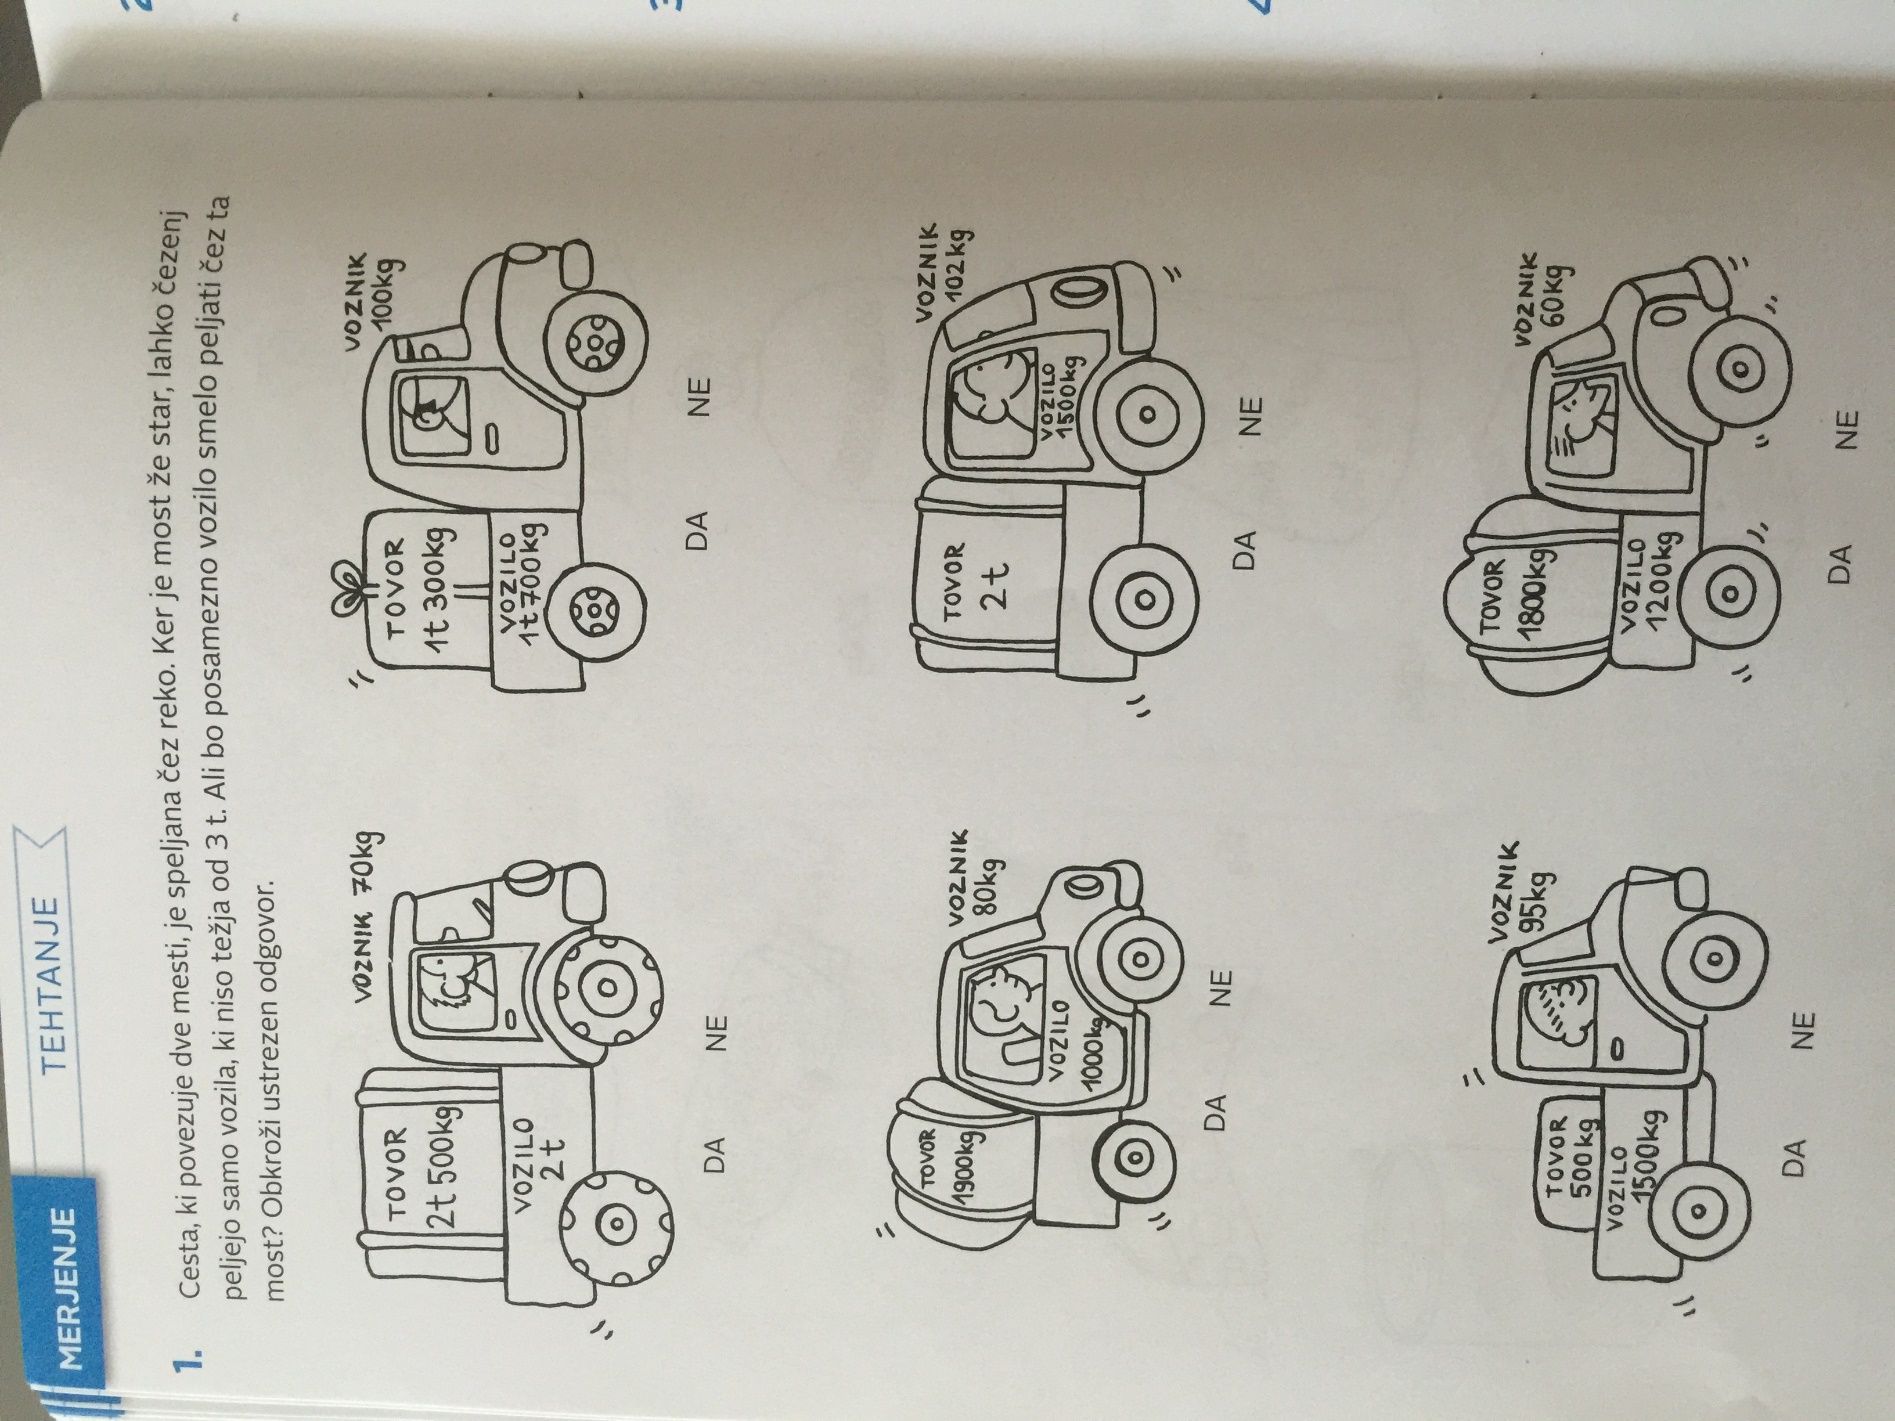 MERJENJE
TEHTANJE
1. Cesta, ki povezuje dve mesti, je speljana čez reko. Ker je most že star, lahko čezenj
peljejo samo vozila, ki niso težja od 3 t. Ali bo posamezno vozilo smelo peljati čez ta
most? Obkroži ustrezen odgovor.
VOZNIK 70kg
TOVOR
2t 500kg
VOZILO
2t
DA NE
VOZNIK
100kg
TOVOR
1t 300kg
VOZILO
1t 700kg
DA NE
VOZNIK
80kg
TOVOR
1900kg
VOZILO
1000kg
DA NE
VOZNIK
102kg
TOVOR
2t
VOZILO
1500kg
DA NE
VOZNIK
95kg
TOVOR
500kg
VOZILO
1500kg
DA NE
VOZNIK
60kg
TOVOR
1800kg
VOZILO
1200kg
DA NE